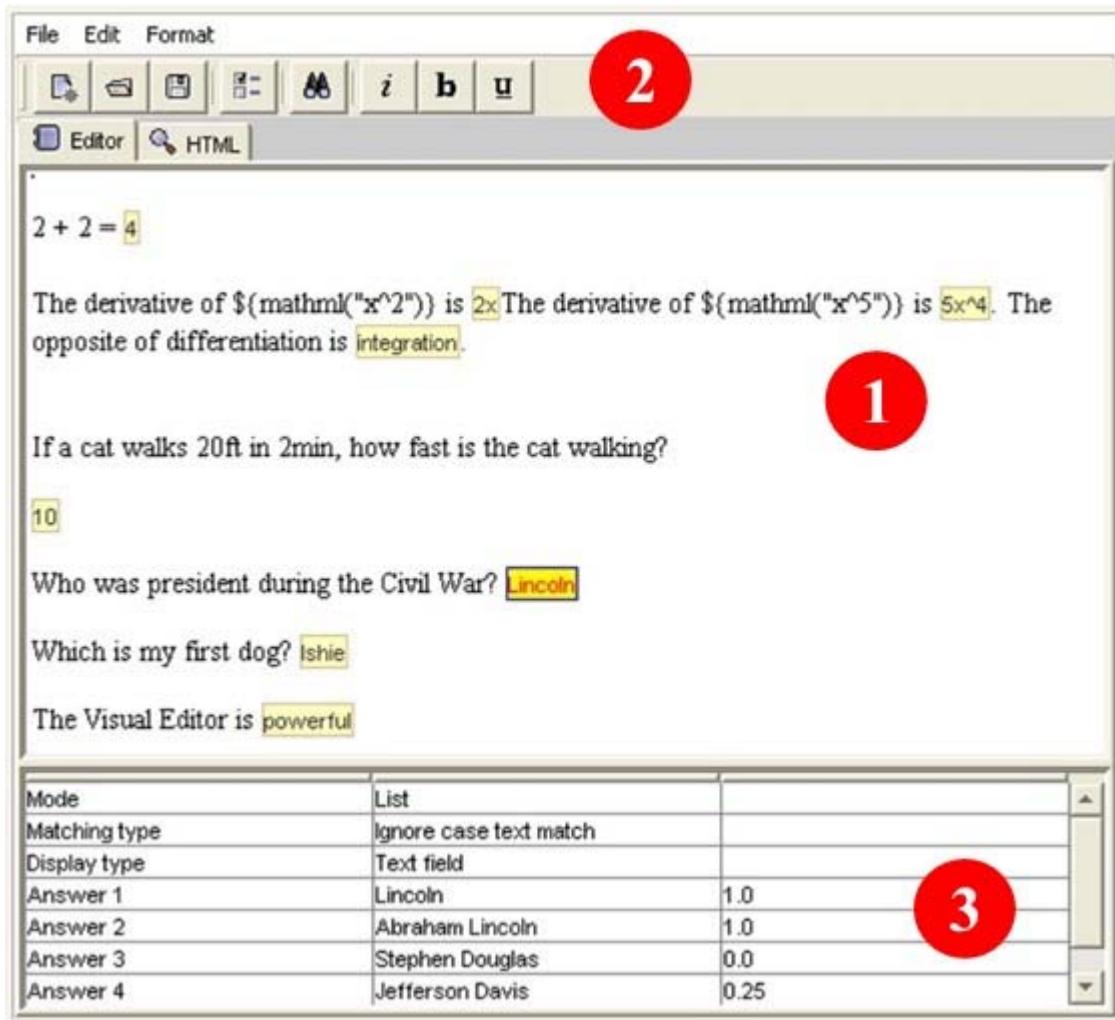 File Edit Format
i b u
2
Editor HTML
2 + 2 = 4
The derivative of ${mathml("x^2")} is 2x The derivative of ${mathml("x^5")} is 5x^4. The
opposite of differentiation is integration.
1
If a cat walks 20ft in 2min, how fast is the cat walking?
10
Who was president during the Civil War? Lincoln
Which is my first dog? Ishie
The Visual Editor is powerful
Mode List
Matching type Ignore case text match
Display type Text field
Answer 1 Lincoln 1.0
Answer 2 Abraham Lincoln 1.0
3
Answer 3 Stephen Douglas 0.0
Answer 4 Jefferson Davis 0.25